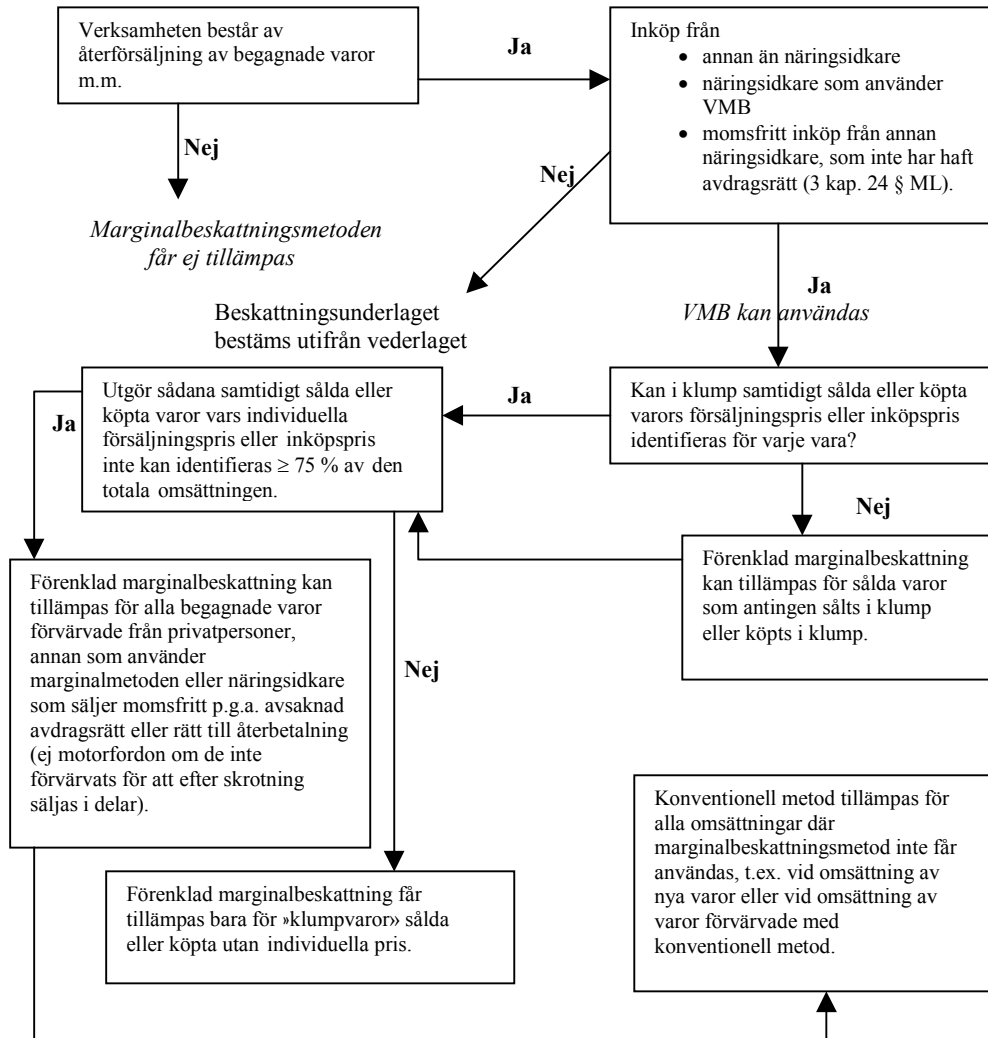 Verksamheten består av
återförsäljning av begagnade varor
m.m.
Ja
Inköp från
• annan än näringsidkare
• näringsidkare som använder
VMB
• momsfritt inköp från annan
näringsidkare, som inte har haft
avdragsrätt (3 kap. 24 § ML).
Nej
Nej
Marginalbeskattningsmetoden
får ej tillämpas
Ja
VMB kan användas
Beskattningsunderlaget
bestäms utifrån vederlaget
Utgör sådana samtidigt sålda eller
köpta varor vars individuella
försäljningspris eller inköpspris
inte kan identifieras ≥ 75 % av den
totala omsättningen.
Ja
Kan i klump samtidigt sålda eller köpta
varors försäljningspris eller inköpspris
identifieras för varje vara?
Ja
Nej
Förenklad marginalbeskattning
kan tillämpas för sålda varor
som antingen sålts i klump
eller köpts i klump.
Förenklad marginalbeskattning kan
tillämpas för alla begagnade varor
förvärvade från privatpersoner,
annan som använder
marginalmetoden eller näringsidkare
som säljer momsfritt p.g.a. avsaknad
avdragsrätt eller rätt till återbetalning
(ej motorfordon om de inte
förvärvats för att efter skrotning
säljas i delar).
Nej
Konventionell metod tillämpas för
alla omsättningar där
marginalbeskattningsmetod inte får
användas, t.ex. vid omsättning av
nya varor eller vid omsättning av
varor förvärvade med
konventionell metod.
Förenklad marginalbeskattning får
tillämpas bara för »klumpvaror» sålda
eller köpta utan individuella pris.